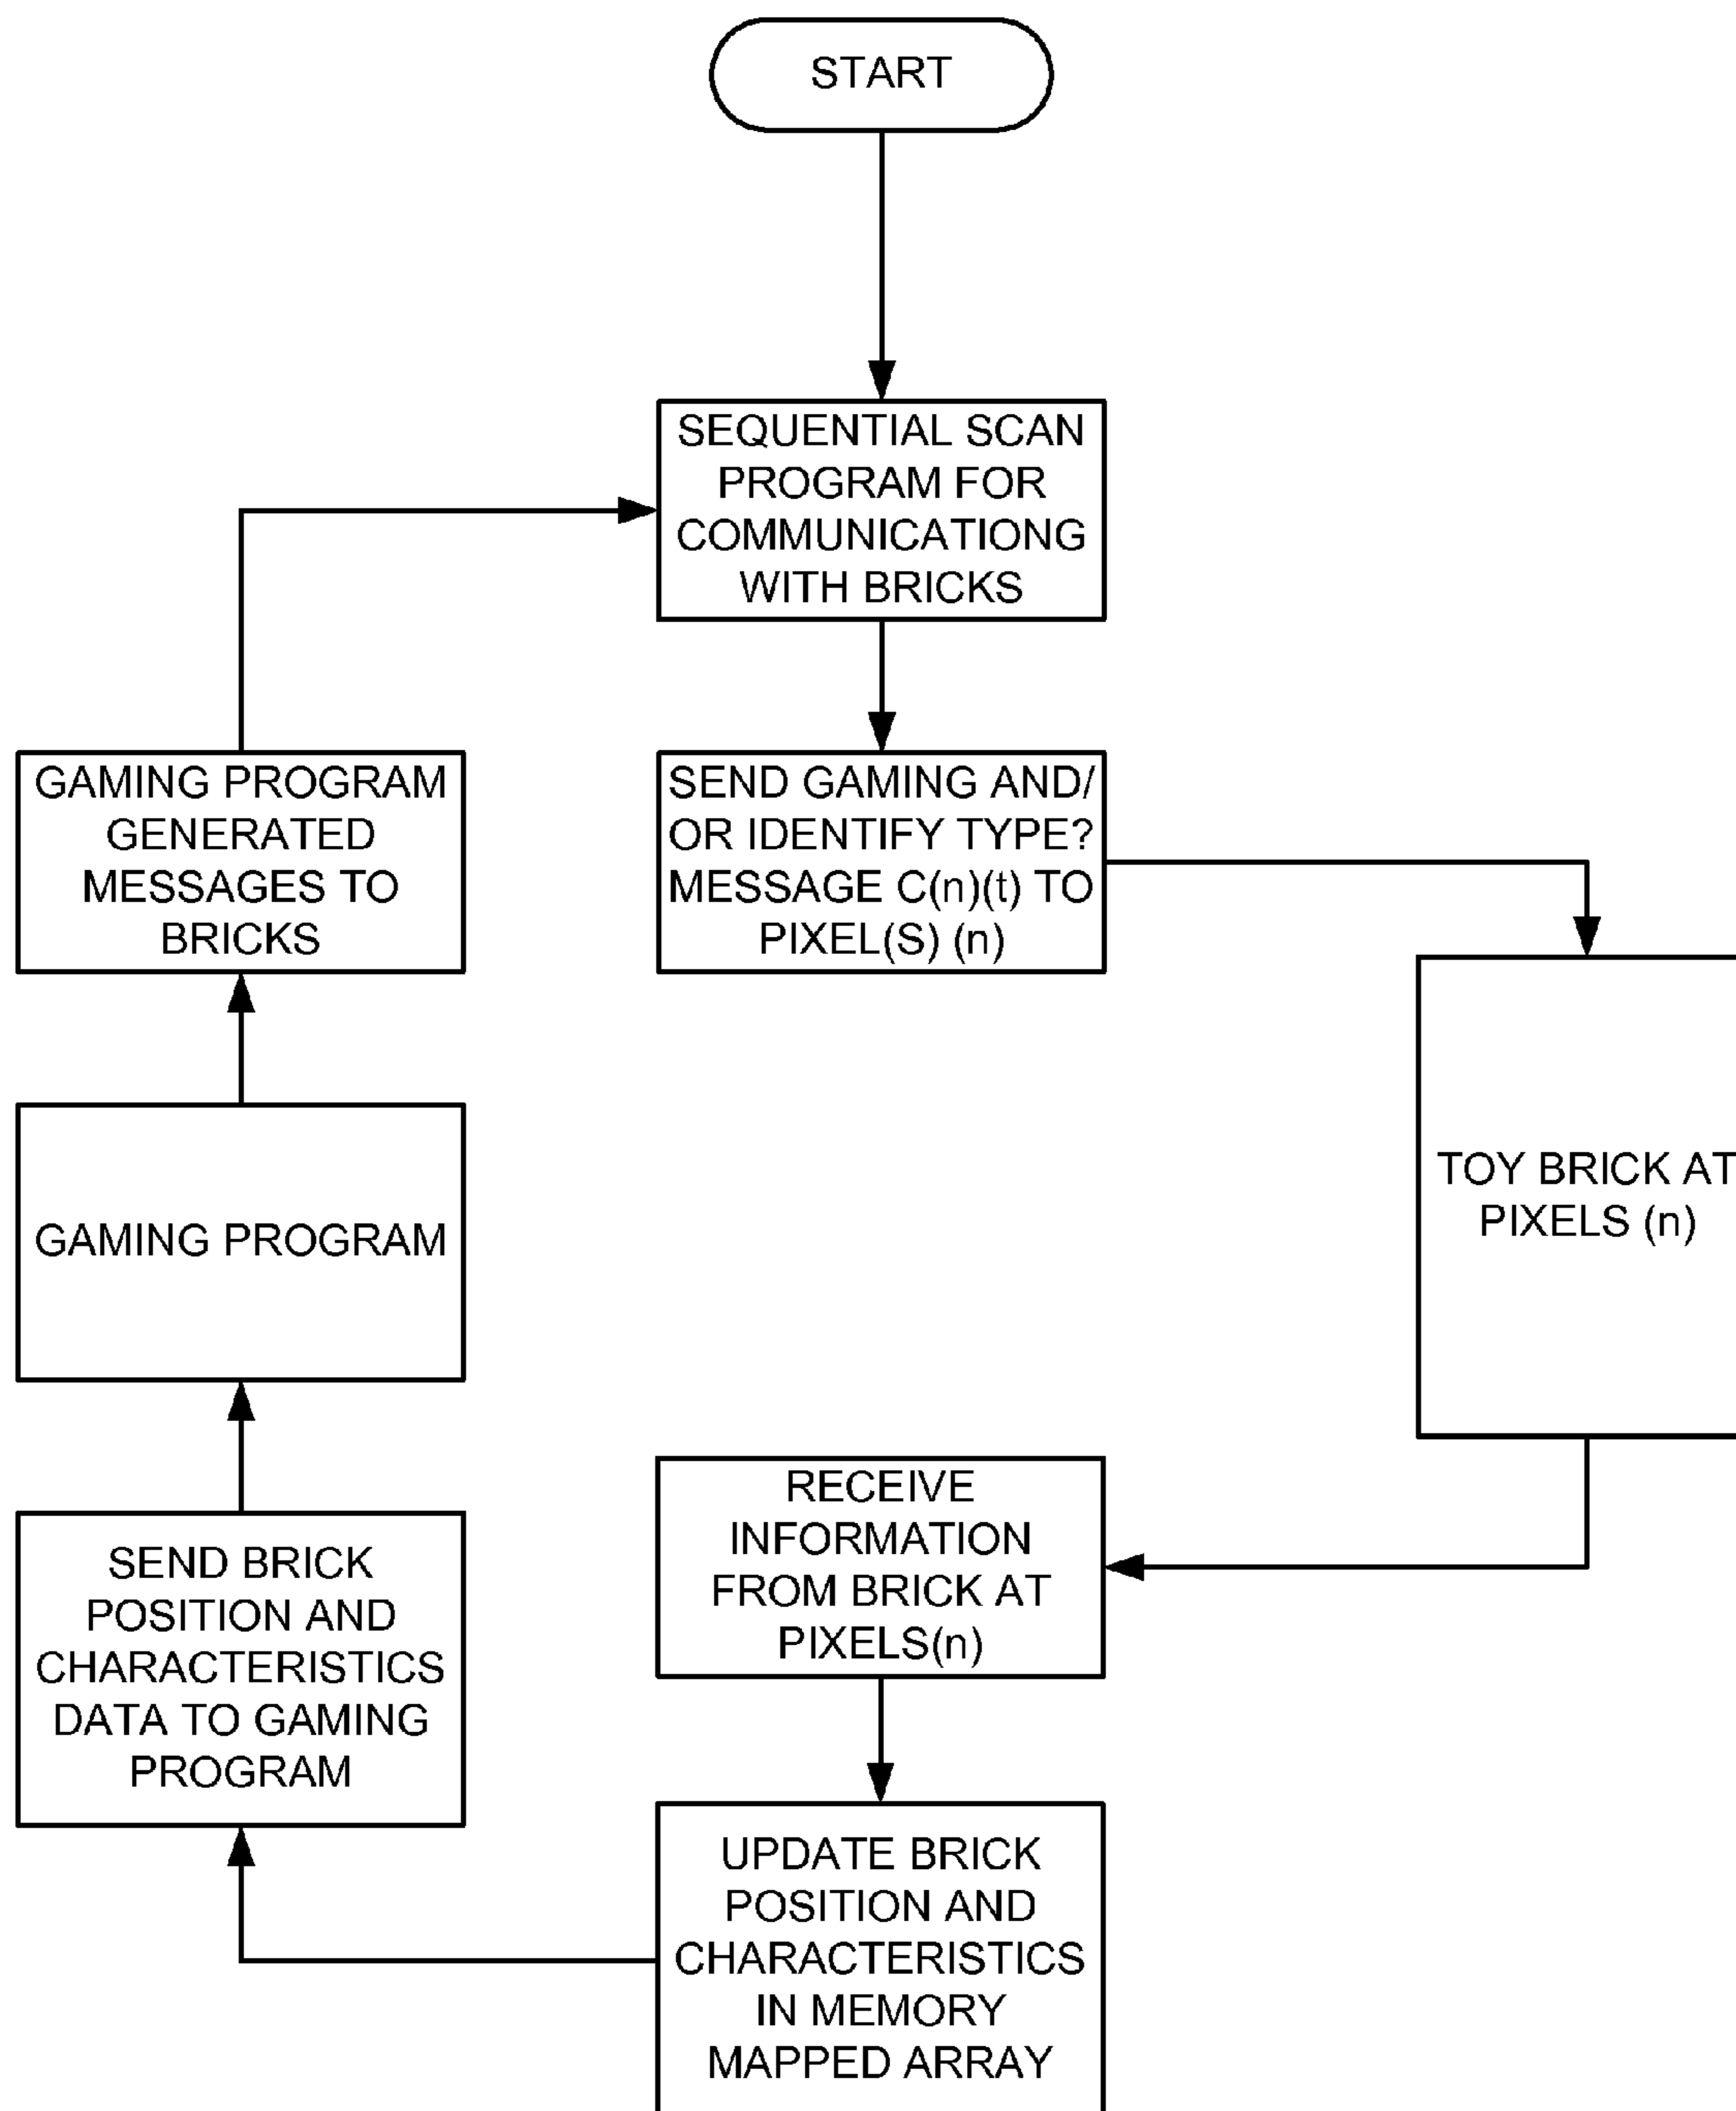 START
SEQUENTIAL SCAN
PROGRAM FOR
COMMUNICATIONG
WITH BRICKS
SEND GAMING AND/
OR IDENTIFY TYPE?
MESSAGE C(n)(t) TO
PIXEL(S) (n)
TOY BRICK AT
PIXELS (n)
RECEIVE
INFORMATION
FROM BRICK AT
PIXELS(n)
UPDATE BRICK
POSITION AND
CHARACTERISTICS
IN MEMORY
MAPPED ARRAY
SEND BRICK
POSITION AND
CHARACTERISTICS
DATA TO GAMING
PROGRAM
GAMING PROGRAM
GAMING PROGRAM
GENERATED
MESSAGES TO
BRICKS